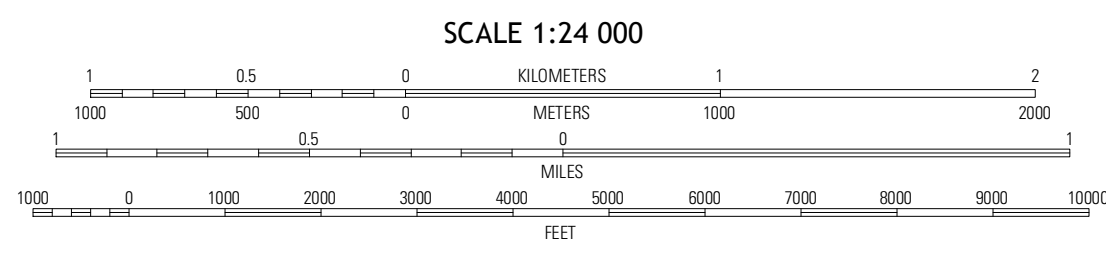 SCALE 1:24 000
1 0.5 0 KILOMETERS 1 2
1000 500 0 METERS 1000 2000
1 0.5 0 1
MILES
1000 0 1000 2000 3000 4000 5000 6000 7000 8000 9000 10000
FEET